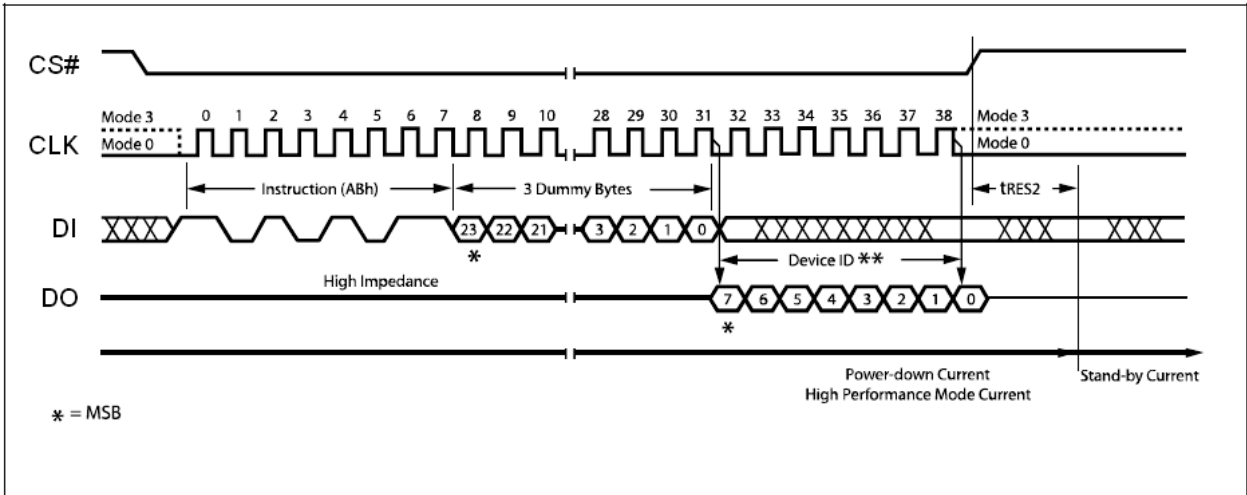 CS#
Mode 3
0 1 2 3 4 5 6 7 8 9 10 28 29 30 31 32 33 34 35 36 37 38
Mode 3
CLK
Mode 0
Mode 0
Instruction (ABh)
3 Dummy Bytes
tRES2
DI
23 22 21 3 2 1 0
*
Device ID **
High Impedance
DO
7 6 5 4 3 2 1 0
*
Power-down Current
High Performance Mode Current
Stand-by Current
* = MSB